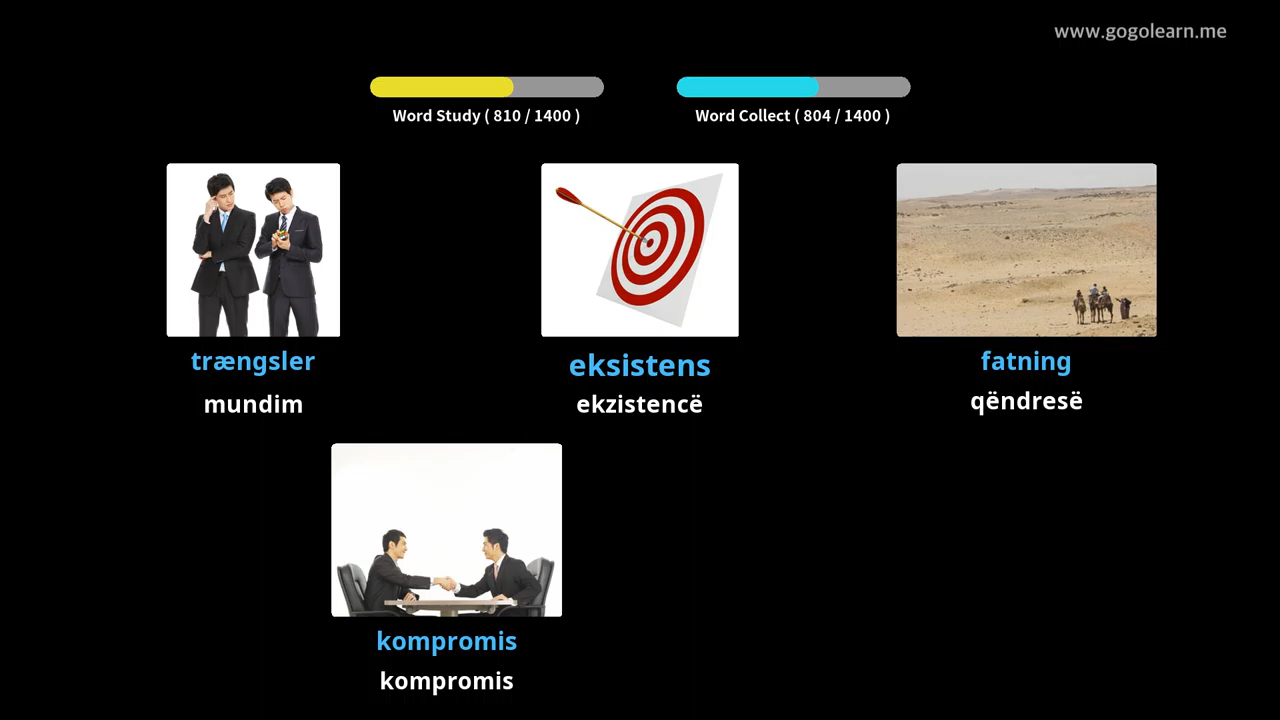 www.gogolearn.me
Word Study ( 810 / 1400 )
Word Collect ( 804 / 1400 )
trængsler
mundim
eksistens
ekzistencë
fatning
qëndresë
kompromis
kompromis